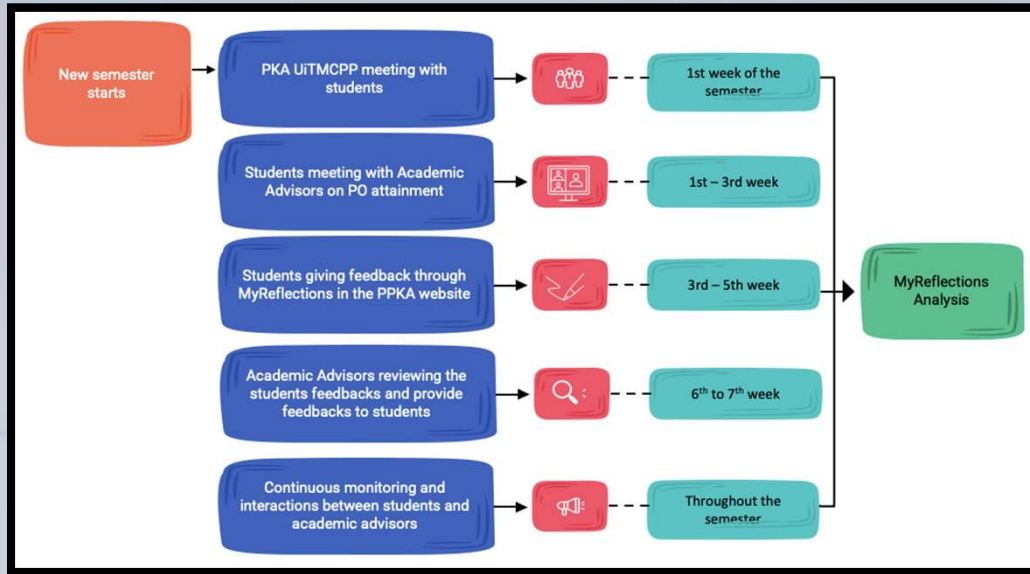 New semester
starts
PKA UiTMCPP meeting with
students
1st week of the
semester
Students meeting with Academic
Advisors on PO attainment
1st – 3rd week
Students giving feedback through
MyReflections in the PPKA website
3rd – 5th week
MyReflections
Analysis
Academic Advisors reviewing the
students feedbacks and provide
feedbacks to students
6th to 7th week
Continuous monitoring and
interactions between students and
academic advisors
Throughout the
semester